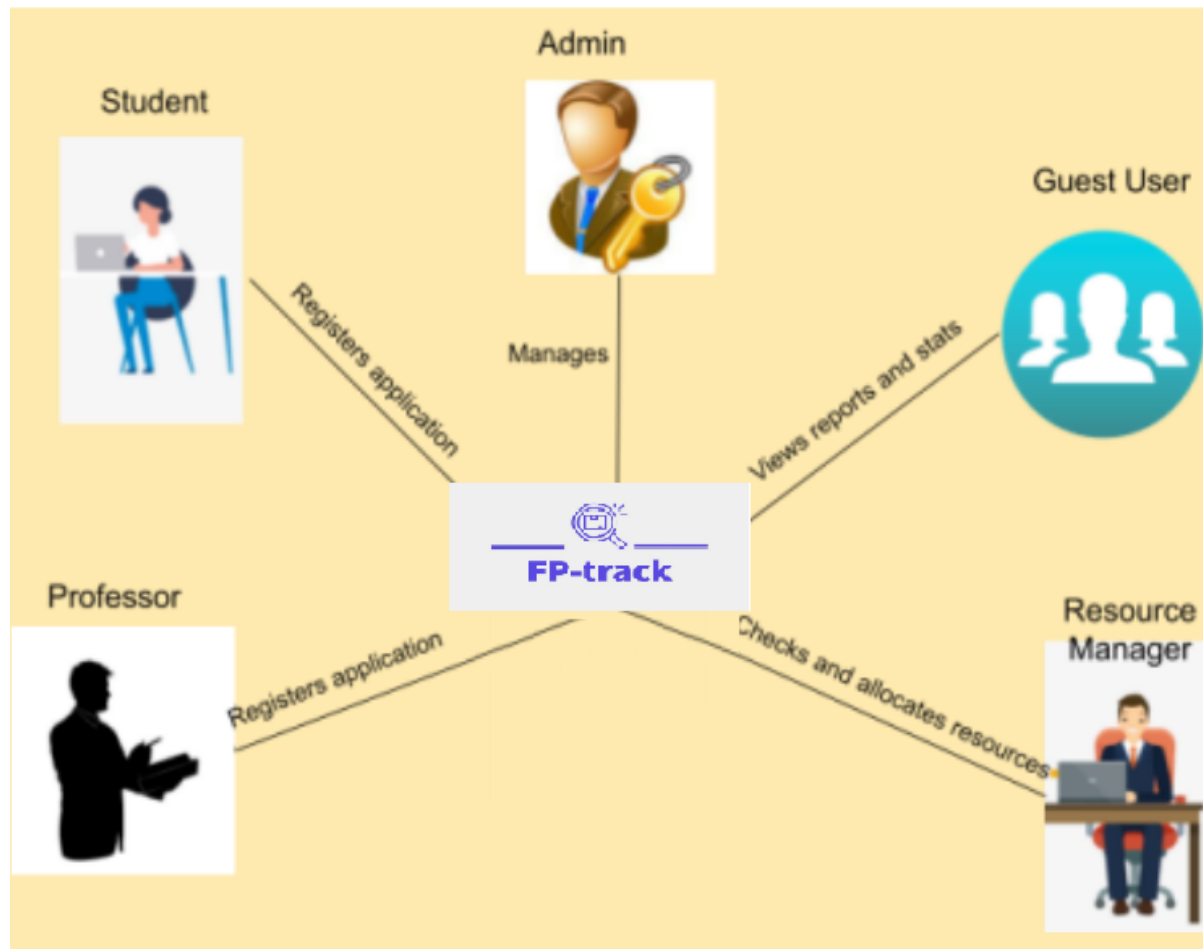 Admin
Student
Guest User
Registers application
Manages
Views reports and stats
FP-track
Professor
Registers application
Checks and allocates resources
Resource
Manager